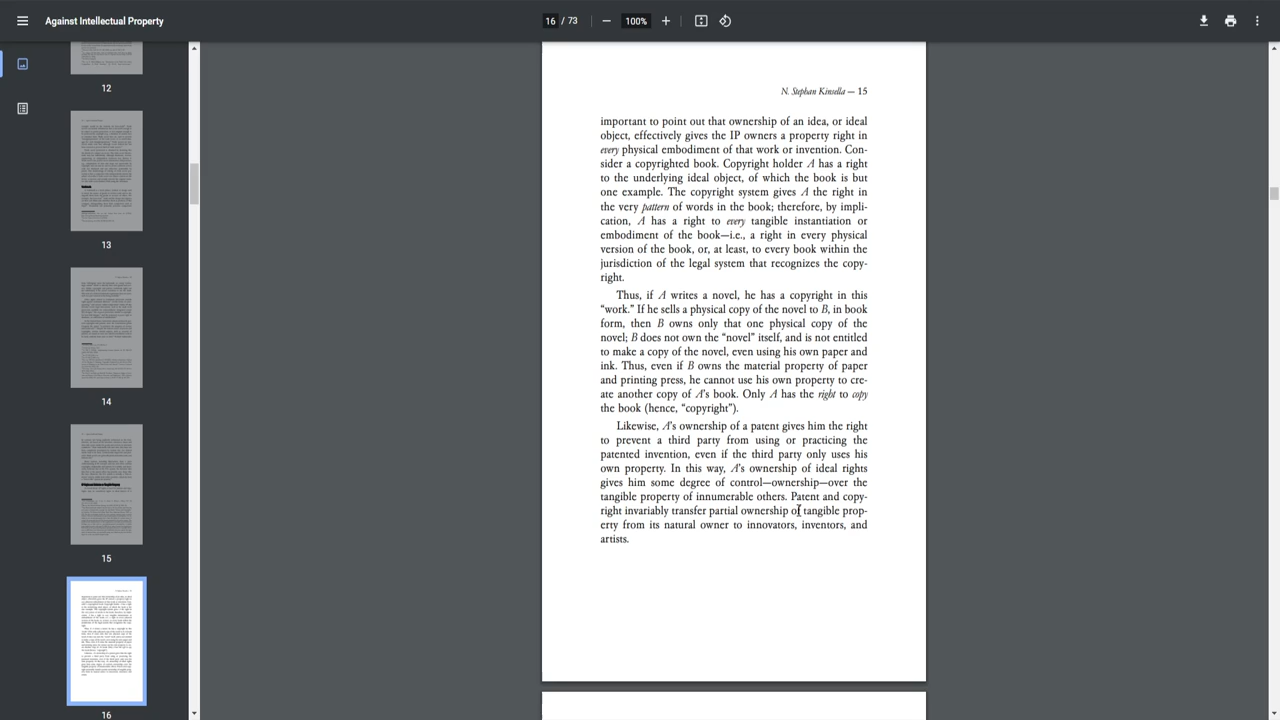 Against Intellectual Property
16 / 73
100%
12
13
14
15
16
N. Stephan Kinsella — 15
important to point out that ownership of an idea, or ideal
object, effectively gives the IP owners a property right in
every physical embodiment of that work or invention. Con-
sider a copyrighted book. Copyright holder A has a right
to the underlying ideal object, of which the book is but
one example. The copyright system gives A the right in
the very pattern of words in the book; therefore, by impli-
cation, A has a right to every tangible instantiation or
embodiment of the book—i.e., a right in every physical
version of the book, or, at least, to every book within the
jurisdiction of the legal system that recognizes the copy-
right.
Thus, if A writes a novel, he has a copyright in this
“work.” If he sells a physical copy of the novel to B, in book
form, then B owns only that one physical copy of the
novel; B does not own the “novel” itself, and is not entitled
to make a copy of the novel, even using his own paper and
ink. Thus, even if B owns the material property of paper
and printing press, he cannot use his own property to cre-
ate another copy of A’s book. Only A has the right to copy
the book (hence, “copyright”).
Likewise, A’s ownership of a patent gives him the right
to prevent a third party from using or practicing the
patented invention, even if the third party only uses his
own property. In this way, A’s ownership of ideal rights
gives him some degree of control—ownership—over the
tangible property of innumerable others. Patent and copy-
right invariably transfer partial ownership of tangible prop-
erty from its natural owner to innovators, inventors, and
artists.